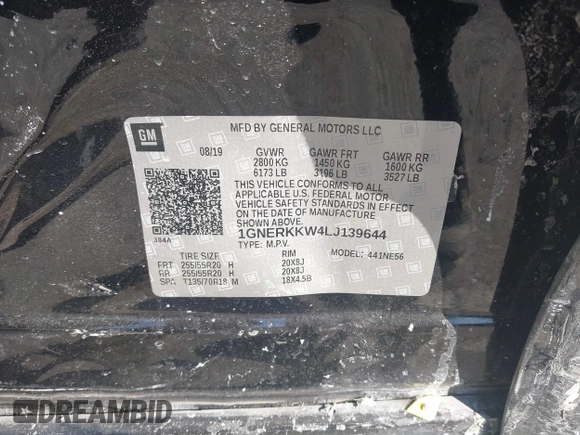 GM
MFD BY GENERAL MOTORS LLC
08/19 GVWR GAWR FRT GAWR RR
2800 KG 1450 KG 1600 KG
6173 LB 3196 LB 3527 LB
THIS VEHICLE CONFORMS TO ALL
APPLICABLE U.S. FEDERAL MOTOR
VEHICLE SAFETY STANDARDS IN EFFECT
ON THE DATE OF MANUFACTURE
SHOWN ABOVE.
384A 1GNERKKW4LJ139644
TYPE: M.P.V. MODEL: 441NE56
TIRE SIZE RIM
FRT 255/55R20 H 20X8J
RR 255/55R20 H 20X8J
SPA T135/70R18 M 18X4.5B
DREAMBID